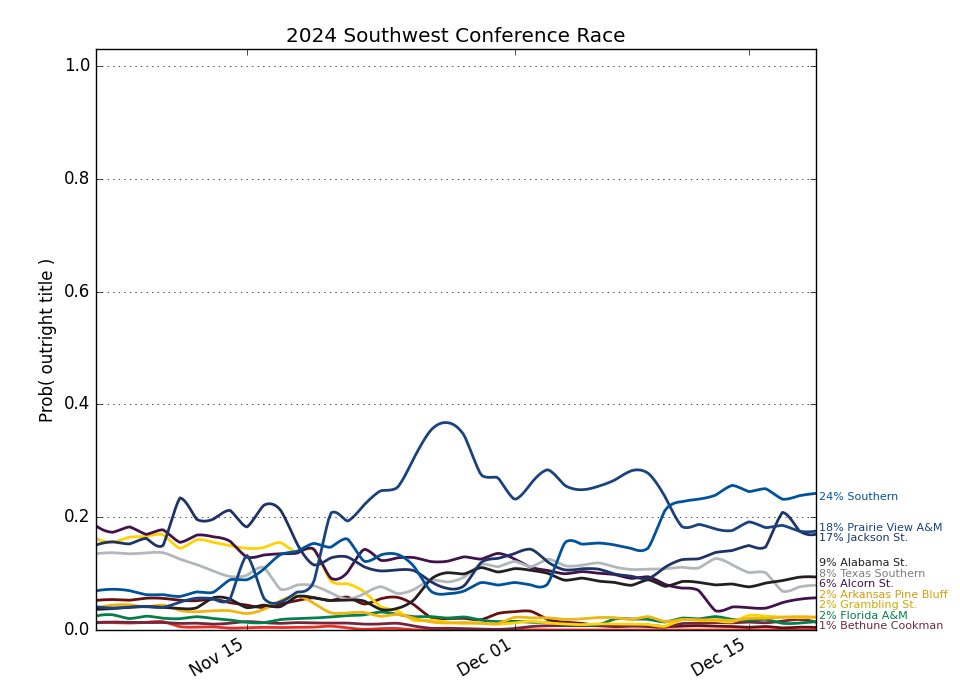 2024 Southwest Conference Race
Prob( outright title )
1.0
0.8
0.6
0.4
0.2
0.0
Nov 15
Dec 01
Dec 15
24% Southern
18% Prairie View A&M
17% Jackson St.
9% Alabama St.
8% Texas Southern
6% Alcorn St.
2% Arkansas Pine Bluff
2% Grambling St.
2% Florida A&M
1% Bethune Cookman